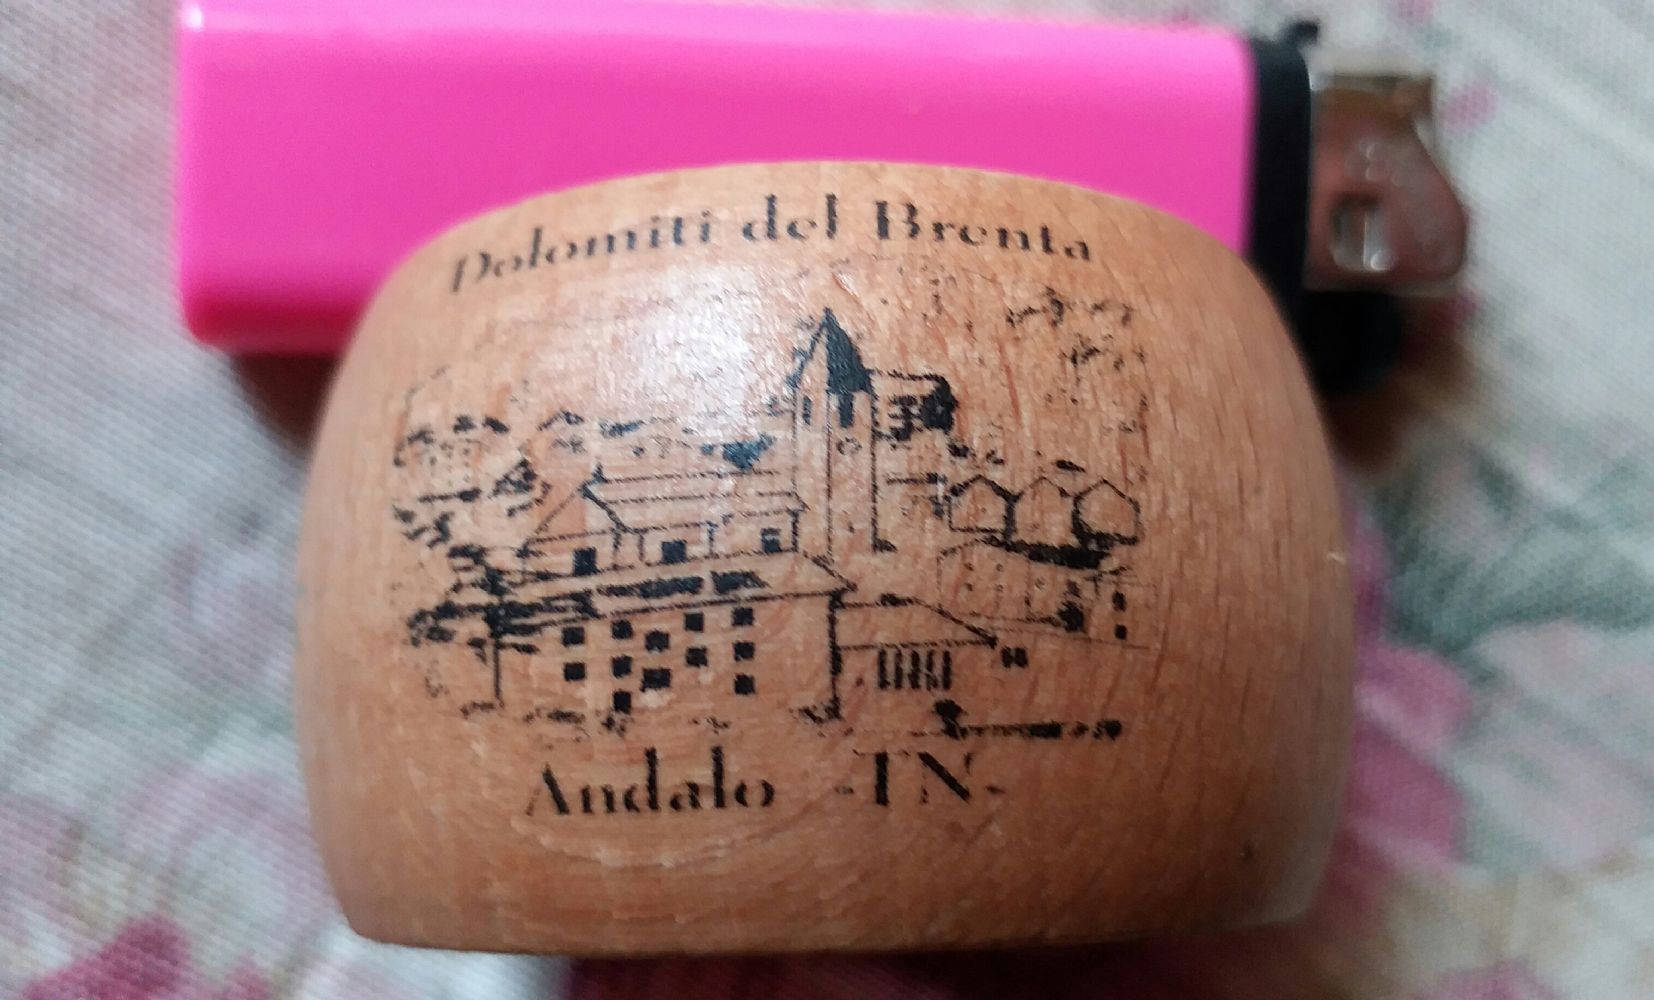 Dolomiti del Brenta
Andalo -TN-